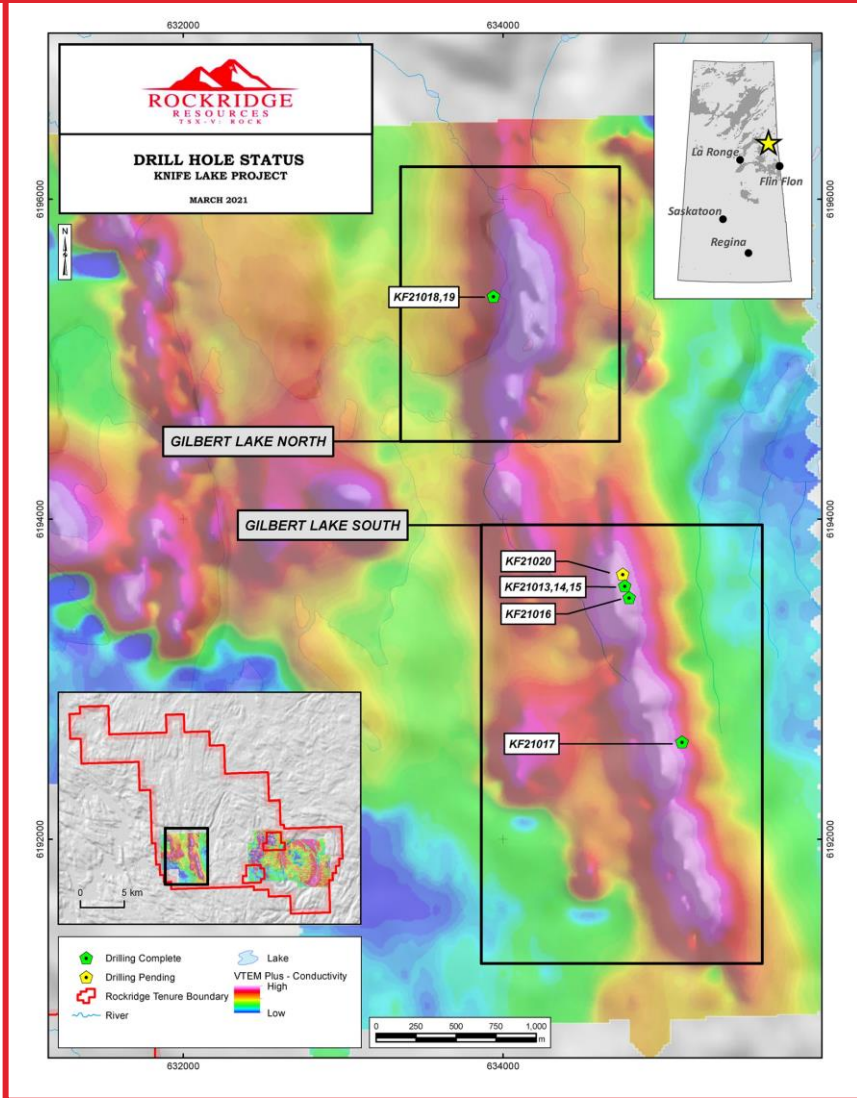 632000
634000
ROCKRIDGE
RESOURCES
TSX-V: ROCK
DRILL HOLE STATUS
KNIFE LAKE PROJECT
MARCH 2021
La Ronge
Flin Flon
Saskatoon
Regina
6196000
6196000
N
KF21018,19
GILBERT LAKE NORTH
6194000
6194000
GILBERT LAKE SOUTH
KF21020
KF21013,14,15
KF21016
KF21017
6192000
6192000
0 5 km
Drilling Complete
Drilling Pending
Rockridge Tenure Boundary
River
Lake
VTEM Plus - Conductivity
High
Low
0 250 500 750 1,000
m
632000
634000